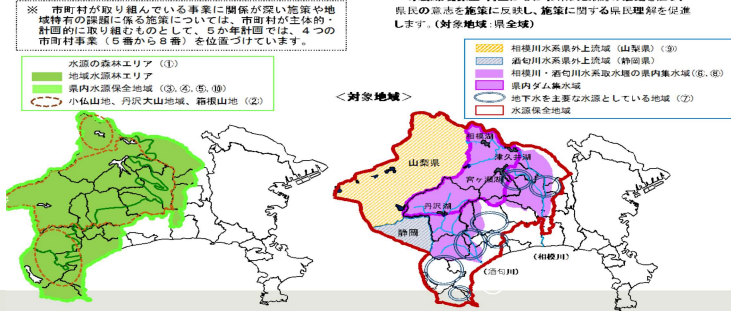 ※ 市町村が取り組んでいる事業に関係が深い施策や地
域特有の課題に係る施策については、市町村が主体的・
計画的に取り組むものとして、5か年計画では、4つの
市町村事業（5番から8番）を位置づけています。
県民の意志を施策に反映し、施策に関する県民理解を促進
します。(対象地域：県全域)
水源の森林エリア（①）
地域水源林エリア
県内水源保全地域（③、④、⑤、⑩）
小仏山地、丹沢大山地域、箱根山地（②）
＜対象地域＞
相模川水系県外上流域（山梨県）（⑨）
酒匂川水系県外上流域（静岡県）
相模川・酒匂川水系取水堰の県内集水域（⑥、⑧）
県内ダム集水域
地下水を主要な水源としている地域（⑦）
水源保全地域
相模湖
津久井湖
山梨県
宮ヶ瀬湖
丹沢湖
静岡
（相模川）
（酒匂川）